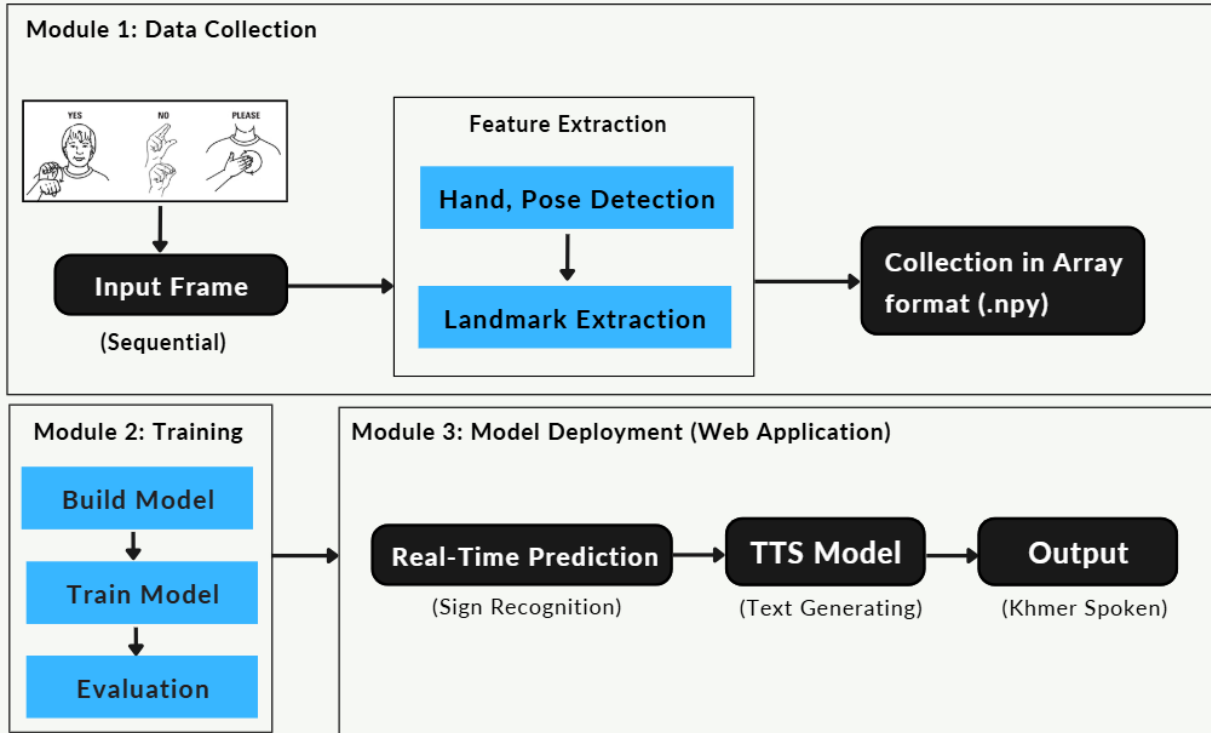 Module 1: Data Collection
YES
NO
PLEASE
Input Frame
(Sequential)
Feature Extraction
Hand, Pose Detection
Landmark Extraction
Collection in Array
format (.npy)
Module 2: Training
Build Model
Train Model
Evaluation
Module 3: Model Deployment (Web Application)
Real-Time Prediction
(Sign Recognition)
TTS Model
(Text Generating)
Output
(Khmer Spoken)